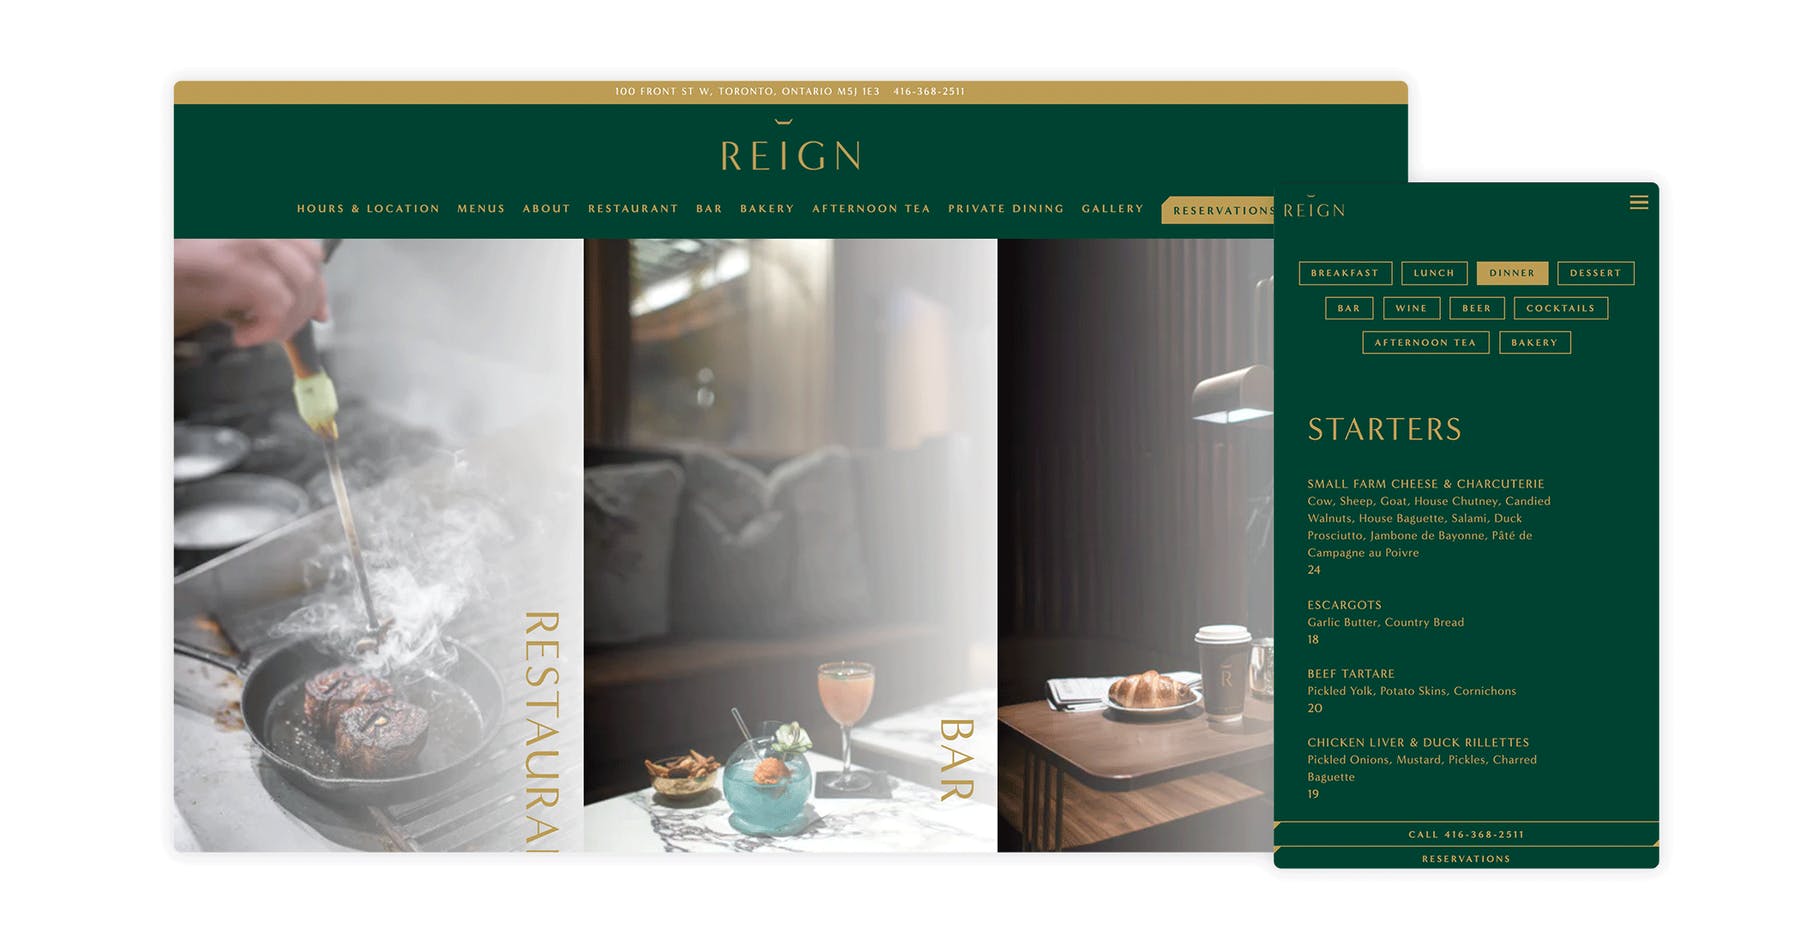 100 FRONT ST W, TORONTO, ONTARIO M5J 1E3 416-368-2511
REIGN
HOURS & LOCATION MENUS ABOUT RESTAURANT BAR BAKERY AFTERNOON TEA PRIVATE DINING GALLERY RESERVATIONS
RESTAURA
BAR
R
REIGN
BREAKFAST LUNCH DINNER DESSERT
BAR WINE BEER COCKTAILS
AFTERNOON TEA BAKERY
STARTERS
SMALL FARM CHEESE & CHARCUTERIE
Cow, Sheep, Goat, House Chutney, Candied
Walnuts, House Baguette, Salami, Duck
Prosciutto, Jambone de Bayonne, Pâté de
Campagne au Poivre
24
ESCARGOTS
Garlic Butter, Country Bread
18
BEEF TARTARE
Pickled Yolk, Potato Skins, Cornichons
20
CHICKEN LIVER & DUCK RILLETTES
Pickled Onions, Mustard, Pickles, Charred
Baguette
19
CALL 416-368-2511
RESERVATIONS